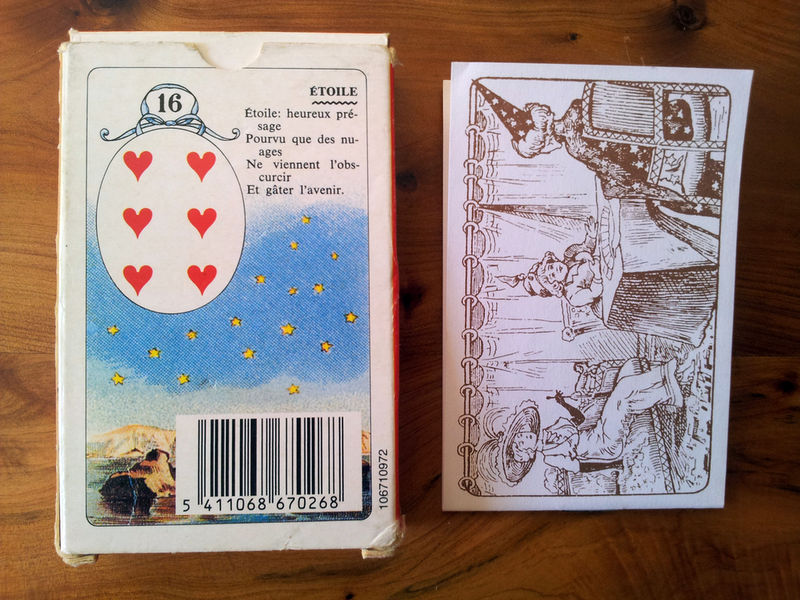 16
ÉTOILE
Étoile: heureux pré-
sage
Pourvu que des nu-
ages
Ne viennent l'obs-
curcir
Et gâter l'avenir.
5 411068 670268
106710972